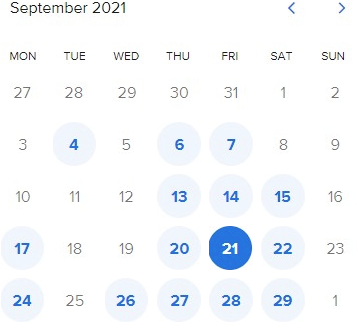 September 2021
MON TUE WED THU FRI SAT SUN
27 28 29 30 31 1 2
3 4 5 6 7 8 9
10 11 12 13 14 15 16
17 18 19 20 21 22 23
24 25 26 27 28 29 1